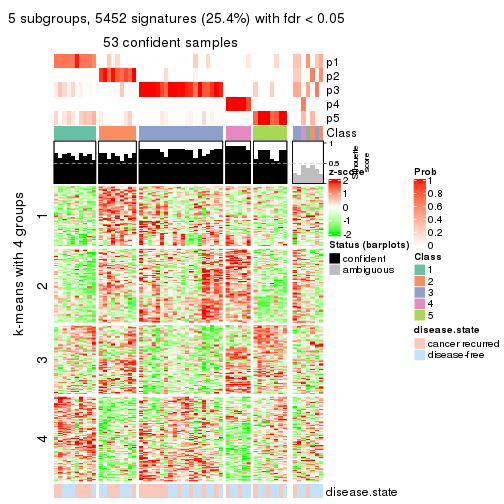 5 subgroups, 5452 signatures (25.4%) with fdr < 0.05
53 confident samples
p1
p2
p3
p4
p5
Class
1
0.5
0
Silhouette
score
k-means with 4 groups
1
2
3
4
z-score
2
1
0
-1
-2
Status (barplots)
confident
ambiguous
Prob
1
0.8
0.6
0.4
0.2
0
Class
1
2
3
4
5
disease.state
cancer recurred
disease-free
disease.state